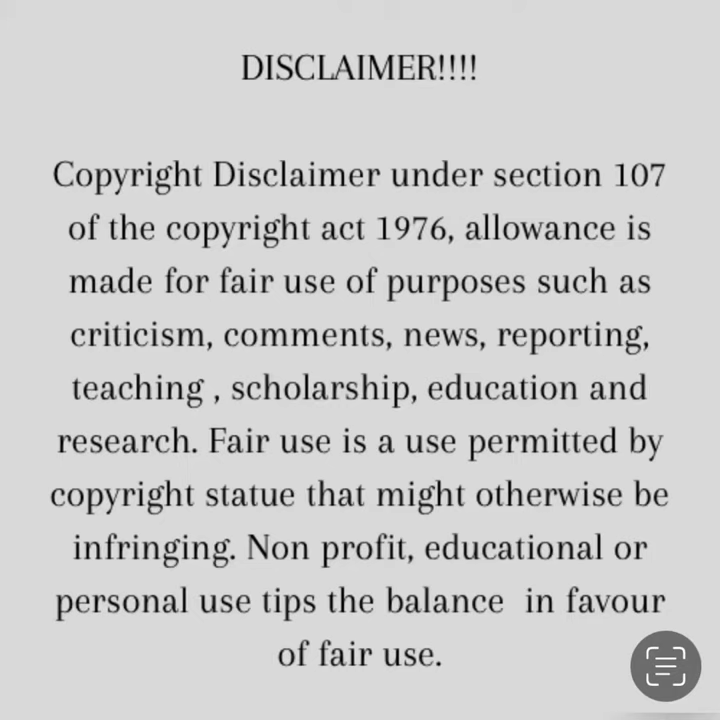 DISCLAIMER!!!!
Copyright Disclaimer under section 107
of the copyright act 1976, allowance is
made for fair use of purposes such as
criticism, comments, news, reporting,
teaching , scholarship, education and
research. Fair use is a use permitted by
copyright statue that might otherwise be
infringing. Non profit, educational or
personal use tips the balance  in favour
of fair use.